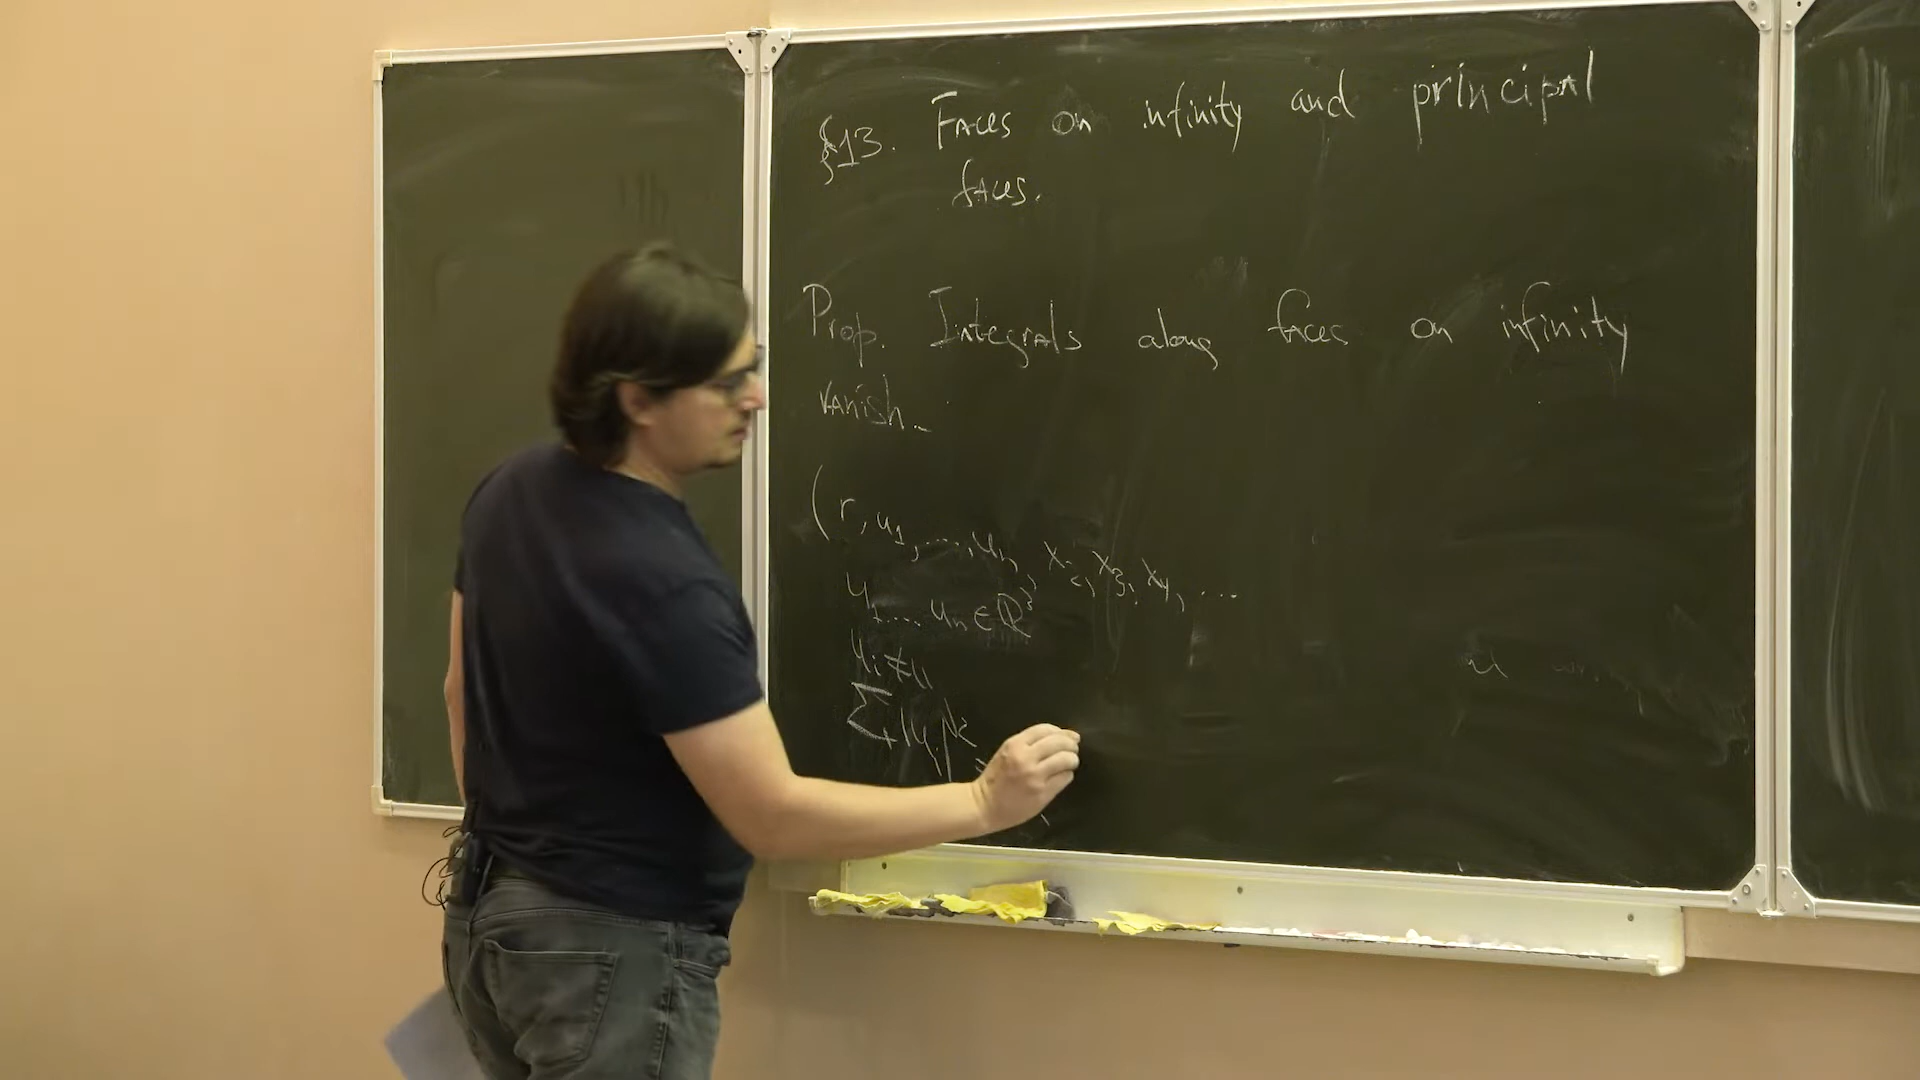 §13. Faces on infinity and principal
faces.
Prop. Integrals along faces on infinity
vanish.
(r, u₁, ..., uₙ, x₂, x₃, x₄, ...
u₁ ... uₙ ∈ ℝ³
uᵢ ≠ u
∑ |uᵢ|²